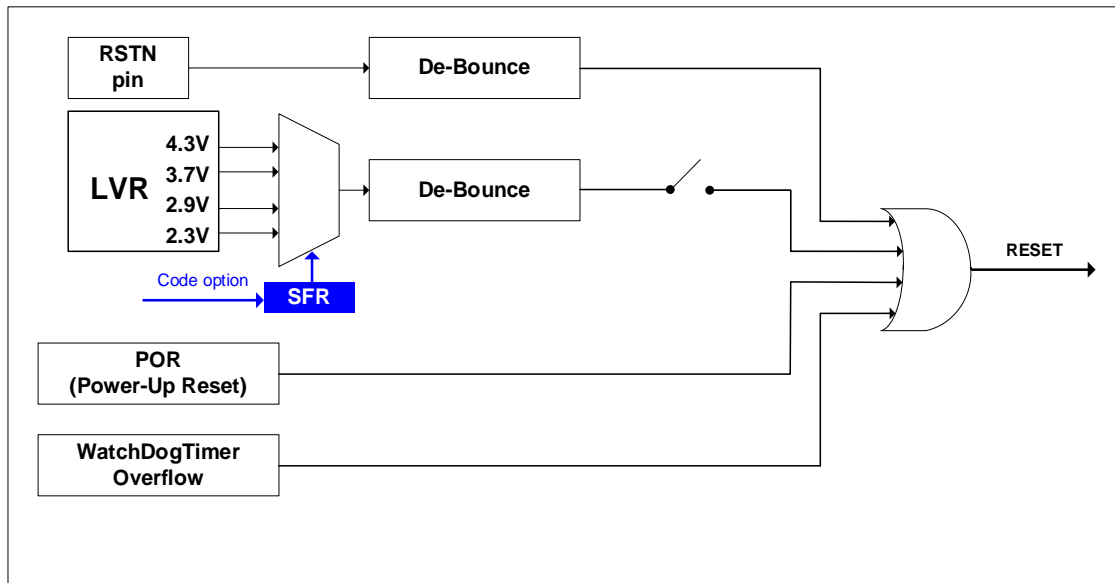 RSTN
pin
De-Bounce
LVR
4.3V
3.7V
2.9V
2.3V
De-Bounce
Code option
SFR
RESET
POR
(Power-Up Reset)
WatchDogTimer
Overflow